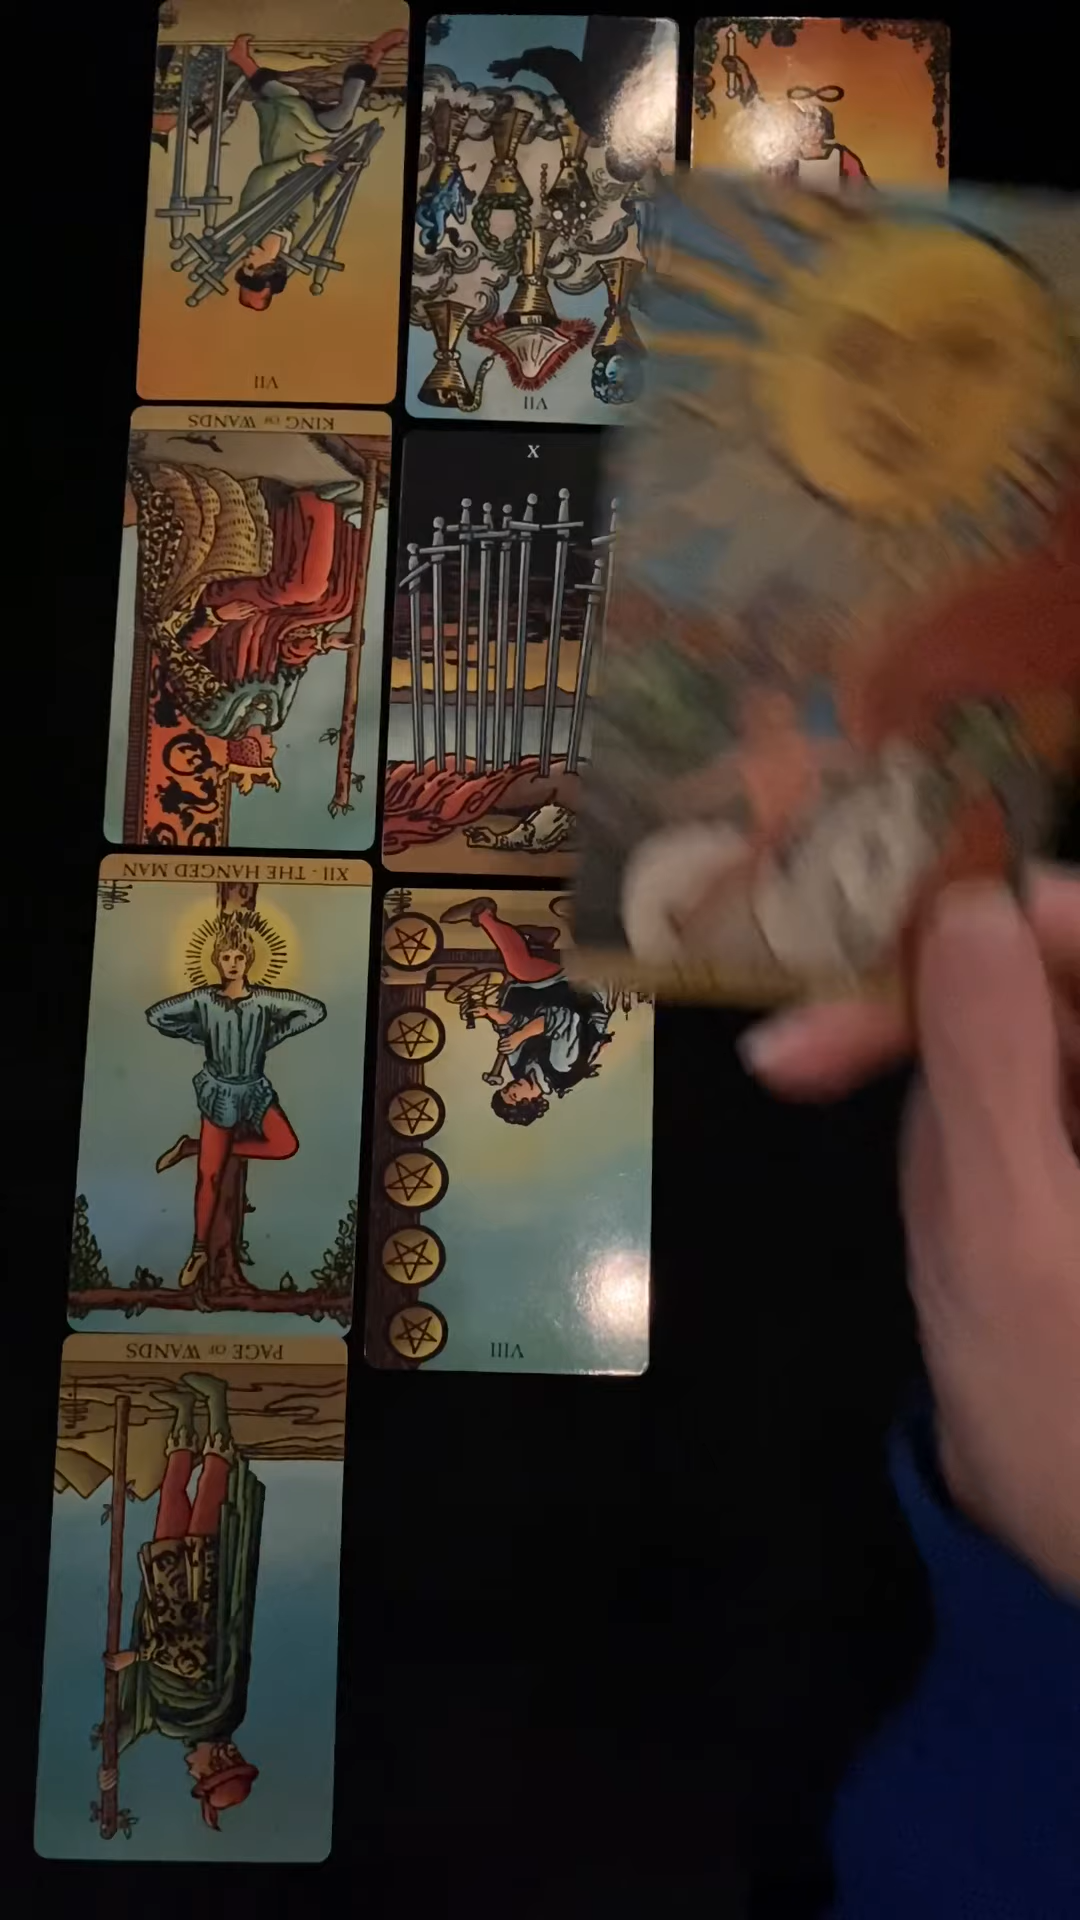 VII
VII
KING OF WANDS
X
XII - THE HANGED MAN
VIII
PAGE OF WANDS